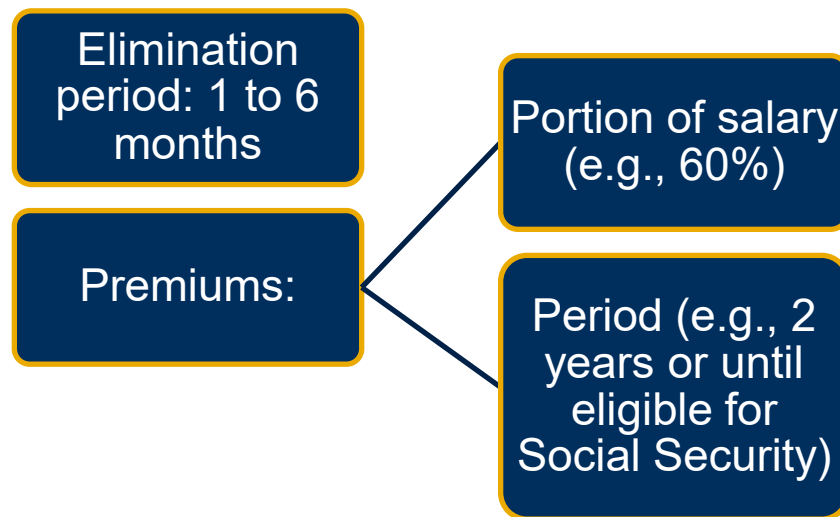 Elimination
period: 1 to 6
months
Premiums:
Portion of salary
(e.g., 60%)
Period (e.g., 2
years or until
eligible for
Social Security)